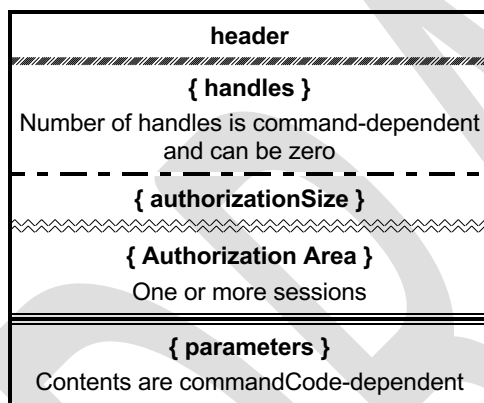 header
{ handles }
Number of handles is command-dependent
and can be zero
{ authorizationSize }
{ Authorization Area }
One or more sessions
{ parameters }
Contents are commandCode-dependent